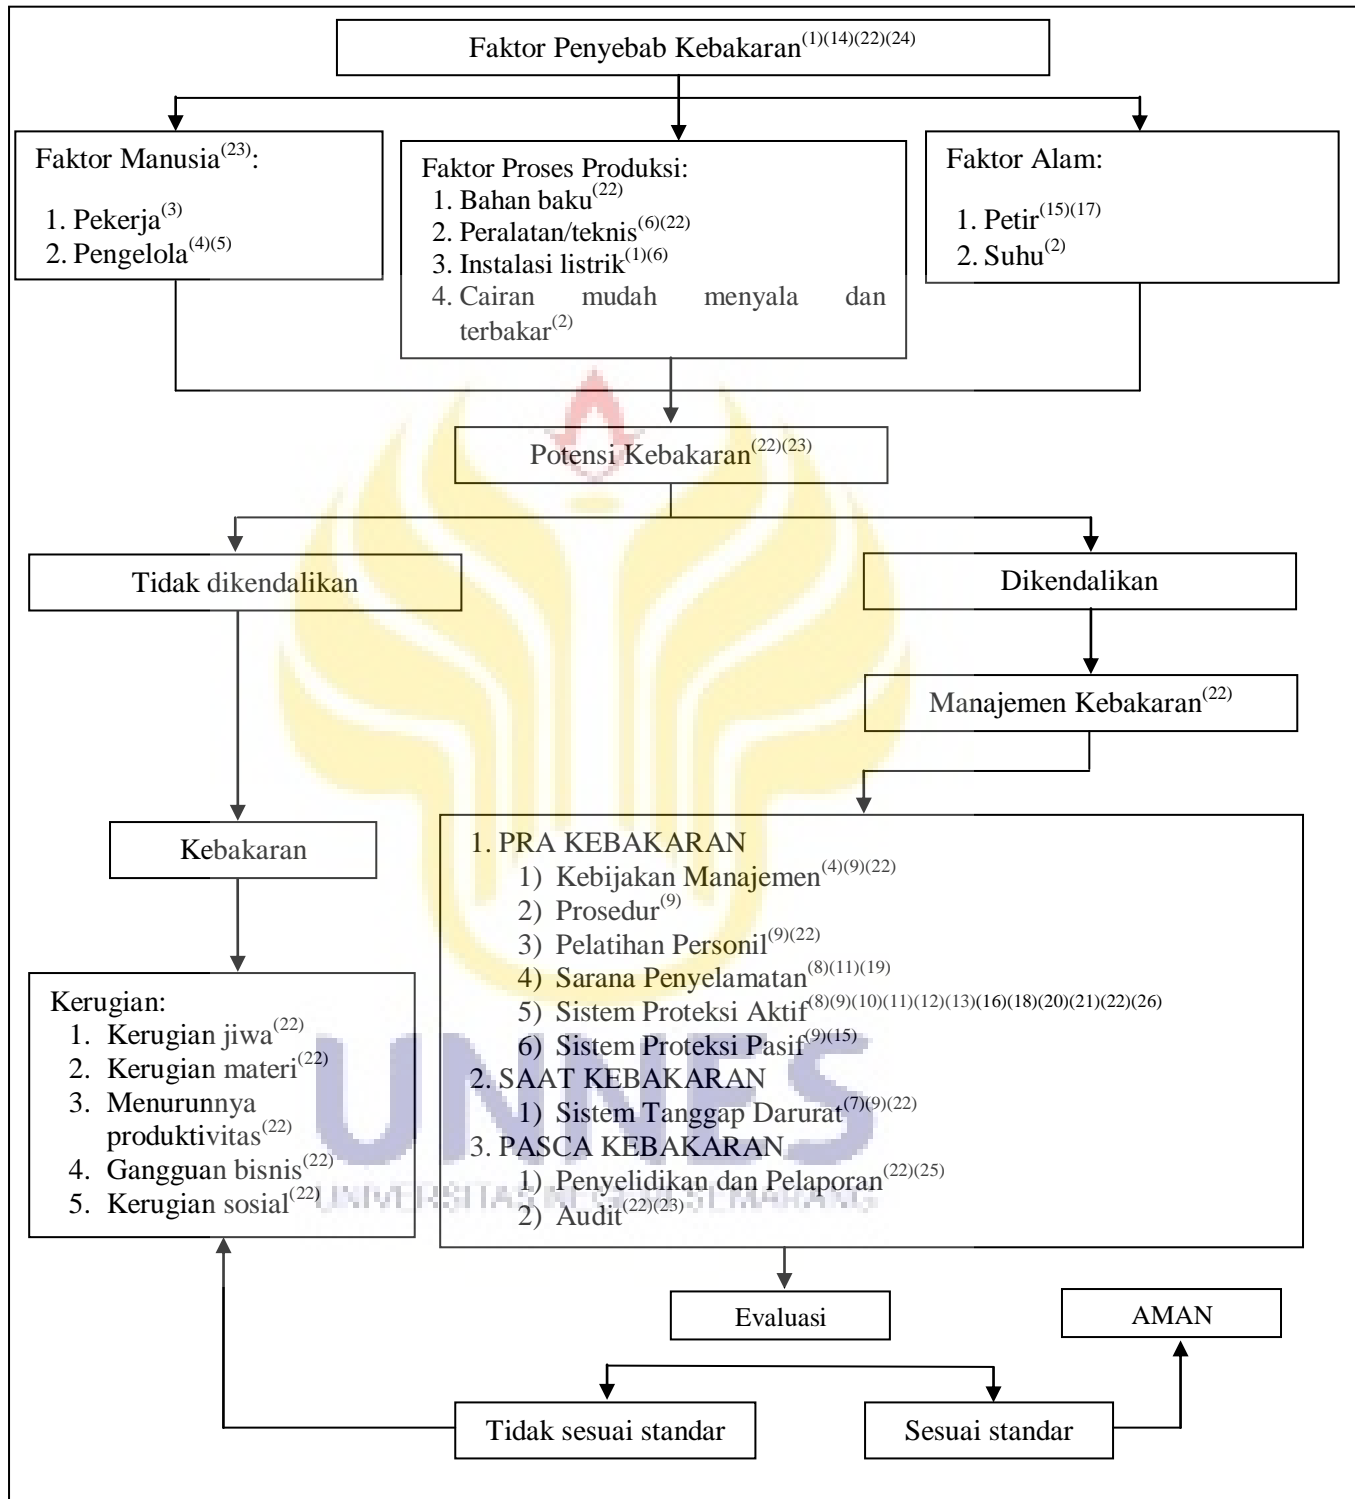 Faktor Penyebab Kebakaran(1)(14)(22)(24)
Faktor Manusia(23):
1. Pekerja(3)
2. Pengelola(4)(5)
Faktor Proses Produksi:
1. Bahan baku(22)
2. Peralatan/teknis(6)(22)
3. Instalasi listrik(1)(6)
4. Cairan mudah menyala dan
terbakar(2)
Faktor Alam:
1. Petir(15)(17)
2. Suhu(2)
Potensi Kebakaran(22)(23)
Tidak dikendalikan
Dikendalikan
Manajemen Kebakaran(22)
Kebakaran
Kerugian:
1. Kerugian jiwa(22)
2. Kerugian materi(22)
3. Menurunnya
produktivitas(22)
4. Gangguan bisnis(22)
5. Kerugian sosial(22)
1. PRA KEBAKARAN
1) Kebijakan Manajemen(4)(9)(22)
2) Prosedur(9)
3) Pelatihan Personil(9)(22)
4) Sarana Penyelamatan(8)(11)(19)
5) Sistem Proteksi Aktif(8)(9)(10)(11)(12)(13)(16)(18)(20)(21)(22)(26)
6) Sistem Proteksi Pasif(9)(15)
2. SAAT KEBAKARAN
1) Sistem Tanggap Darurat(7)(9)(22)
3. PASCA KEBAKARAN
1) Penyelidikan dan Pelaporan(22)(25)
2) Audit(22)(23)
UNNES
UNIVERSITAS NEGERI SEMARANG
Evaluasi
AMAN
Tidak sesuai standar
Sesuai standar